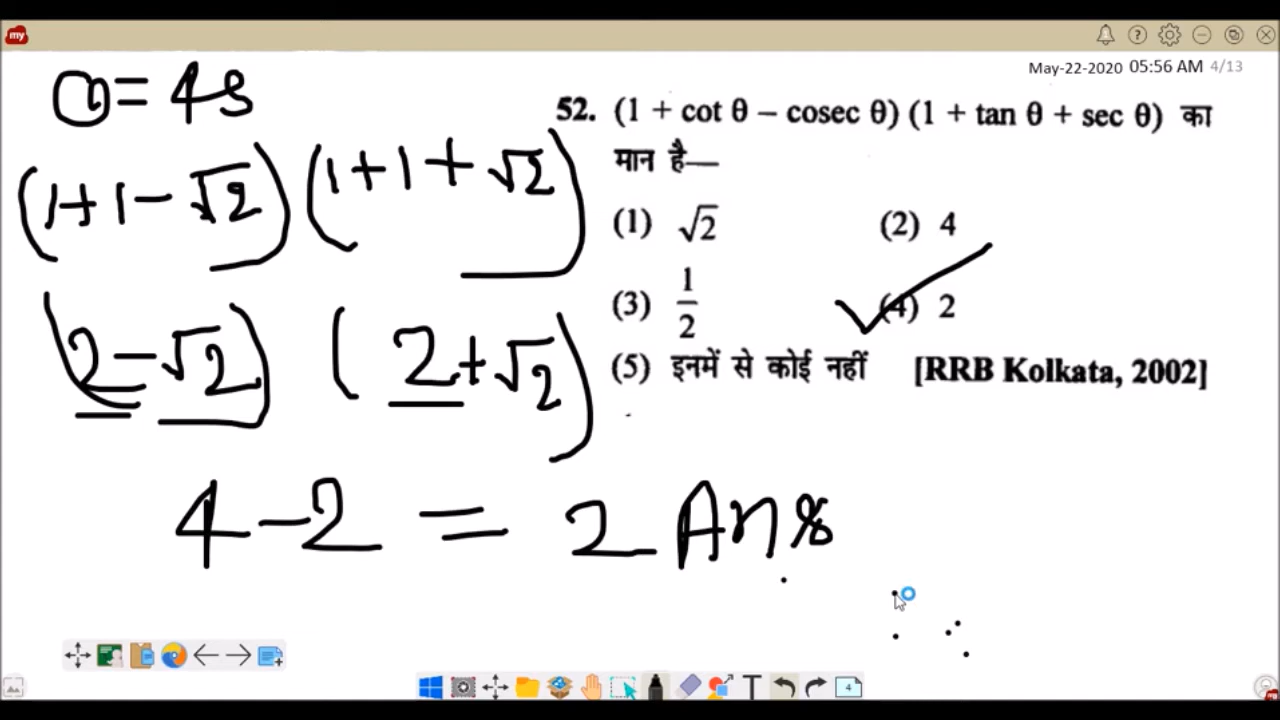 my
May-22-2020 05:56 AM 4/13
θ = 45
(1+1-√2) (1+1+√2)
(2-√2) (2+√2)
4-2 = 2 Ans
52. (1 + cot θ – cosec θ) (1 + tan θ + sec θ) का
मान है—
(1) √2 (2) 4
(3) 1/2 (4) 2
(5) इनमें से कोई नहीं [RRB Kolkata, 2002]
T 4